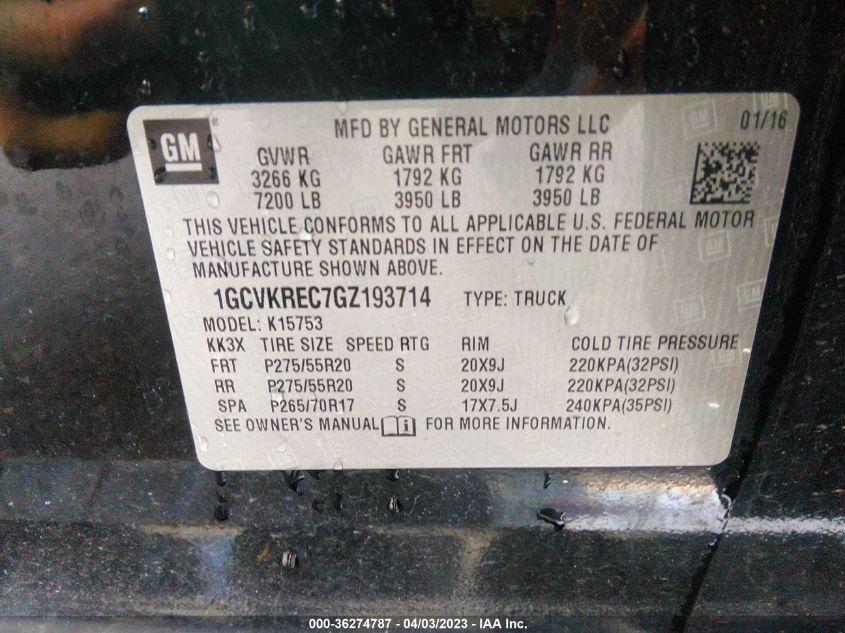 GM
MFD BY GENERAL MOTORS LLC 01/16
GVWR GAWR FRT GAWR RR
3266 KG 1792 KG 1792 KG
7200 LB 3950 LB 3950 LB
THIS VEHICLE CONFORMS TO ALL APPLICABLE U.S. FEDERAL MOTOR
VEHICLE SAFETY STANDARDS IN EFFECT ON THE DATE OF
MANUFACTURE SHOWN ABOVE.
1GCVKREC7GZ193714 TYPE: TRUCK
MODEL: K15753
KK3X TIRE SIZE SPEED RTG RIM COLD TIRE PRESSURE
FRT P275/55R20 S 20X9J 220KPA(32PSI)
RR P275/55R20 S 20X9J 220KPA(32PSI)
SPA P265/70R17 S 17X7.5J 240KPA(35PSI)
SEE OWNER'S MANUAL i FOR MORE INFORMATION.
000-36274787 - 04/03/2023 - IAA Inc.